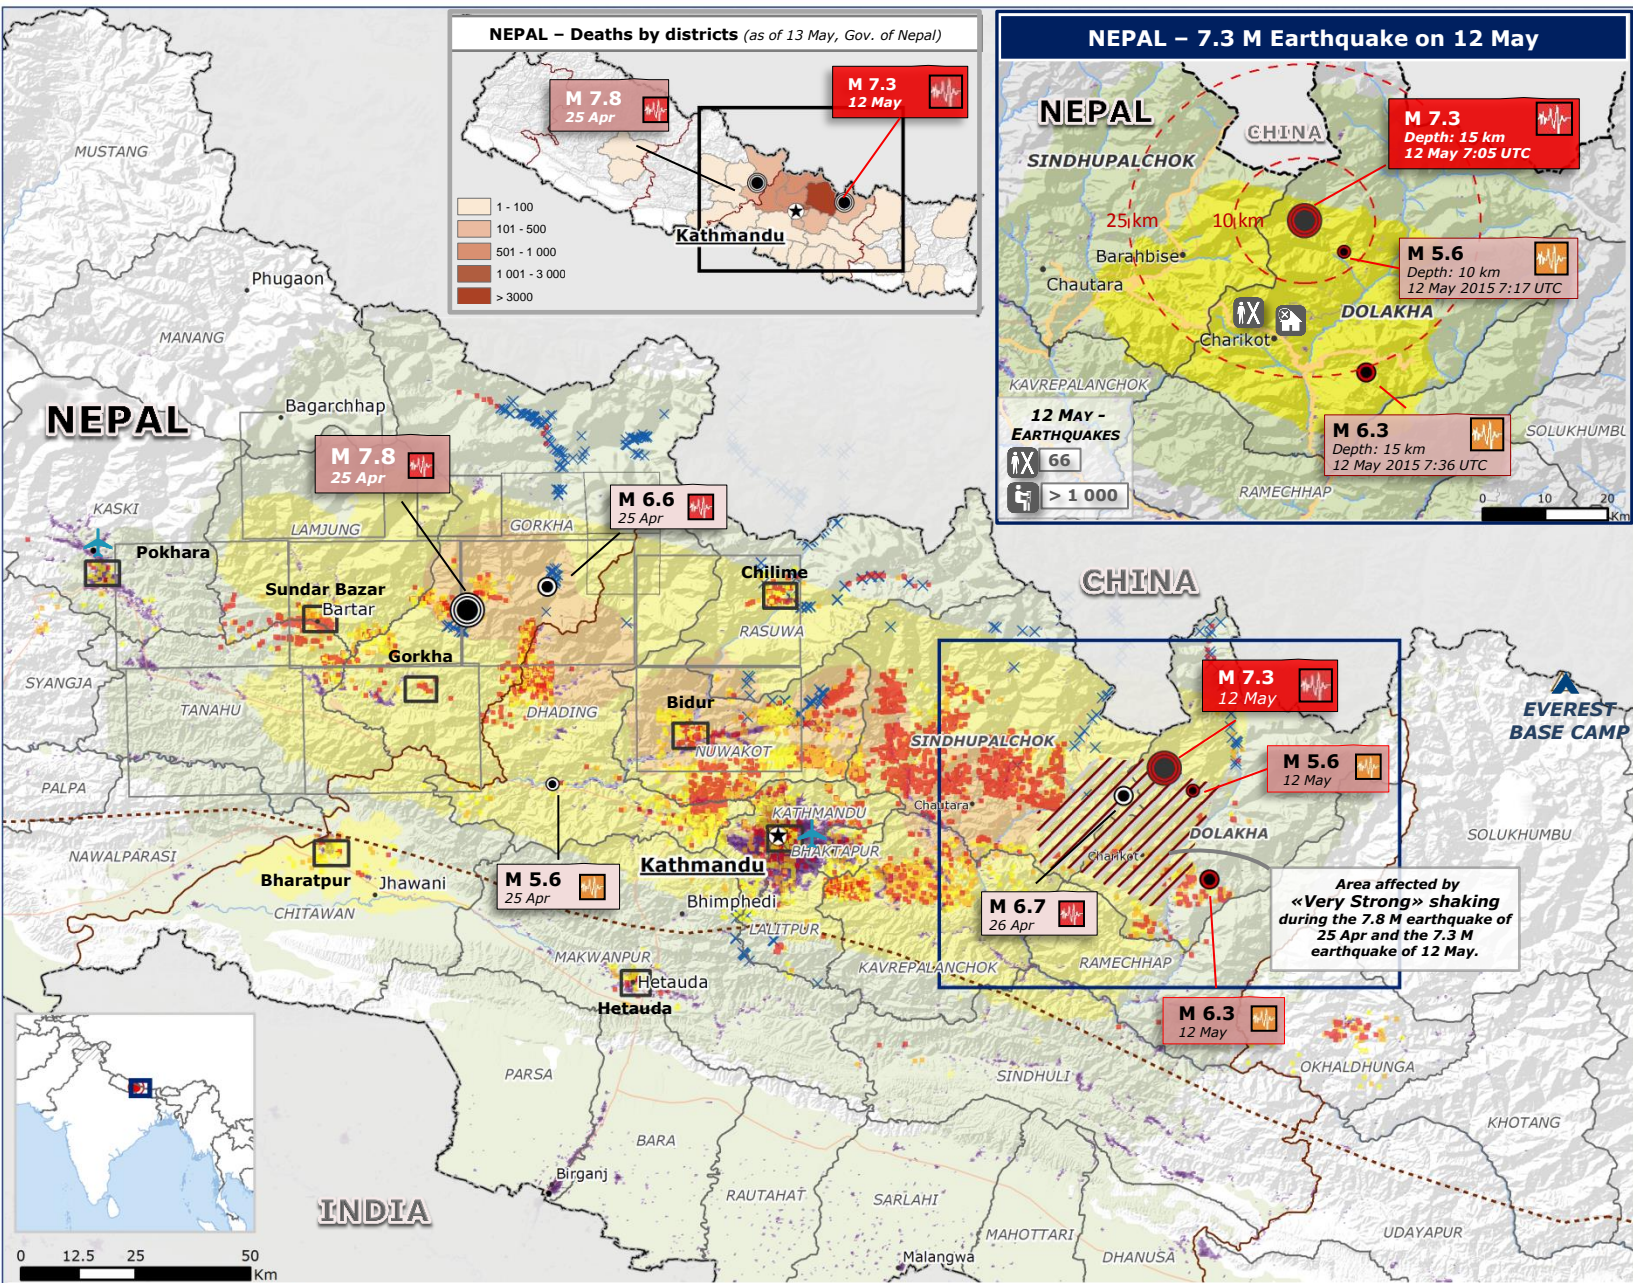 NEPAL – Deaths by districts (as of 13 May, Gov. of Nepal)
M 7.8
25 Apr
M 7.3
12 May
1 - 100
101 - 500
501 - 1 000
1 001 - 3 000
> 3000
Kathmandu
NEPAL – 7.3 M Earthquake on 12 May
NEPAL
CHINA
SINDHUPALCHOK
M 7.3
Depth: 15 km
12 May 7:05 UTC
25 km
10 km
Barahbise
Chautara
M 5.6
Depth: 10 km
12 May 2015 7:17 UTC
DOLAKHA
Charikot
KAVREPALANCHOK
12 MAY -
EARTHQUAKES
66
> 1 000
M 6.3
Depth: 15 km
12 May 2015 7:36 UTC
SOLUKHUMBU
RAMECHHAP
0 10 20
Km
MUSTANG
Phugaon
MANANG
NEPAL
Bagarchhap
M 7.8
25 Apr
M 6.6
25 Apr
KASKI
LAMJUNG
GORKHA
Pokhara
Chilime
CHINA
Sundar Bazar
Bartar
RASUWA
Gorkha
SYANGJA
TANAHU
DHADING
Bidur
NUWAKOT
SINDHUPALCHOK
M 7.3
12 May
EVEREST
BASE CAMP
M 5.6
12 May
PALPA
Chautara
KATHMANDU
DOLAKHA
SOLUKHUMBU
NAWALPARASI
BHAKTAPUR
Charikot
Kathmandu
Bharatpur
Jhawani
M 5.6
25 Apr
Bhimphedi
CHITAWAN
LALITPUR
M 6.7
26 Apr
Area affected by
«Very Strong» shaking
during the 7.8 M earthquake of
25 Apr and the 7.3 M
earthquake of 12 May.
MAKWANPUR
KAVREPALANCHOK
RAMECHHAP
Hetauda
Hetauda
M 6.3
12 May
PARSA
SINDHULI
OKHALDHUNGA
KHOTANG
BARA
Birganj
INDIA
RAUTAHAT
SARLAHI
MAHOTTARI
UDAYAPUR
DHANUSA
Malangwa
0 12.5 25 50
Km